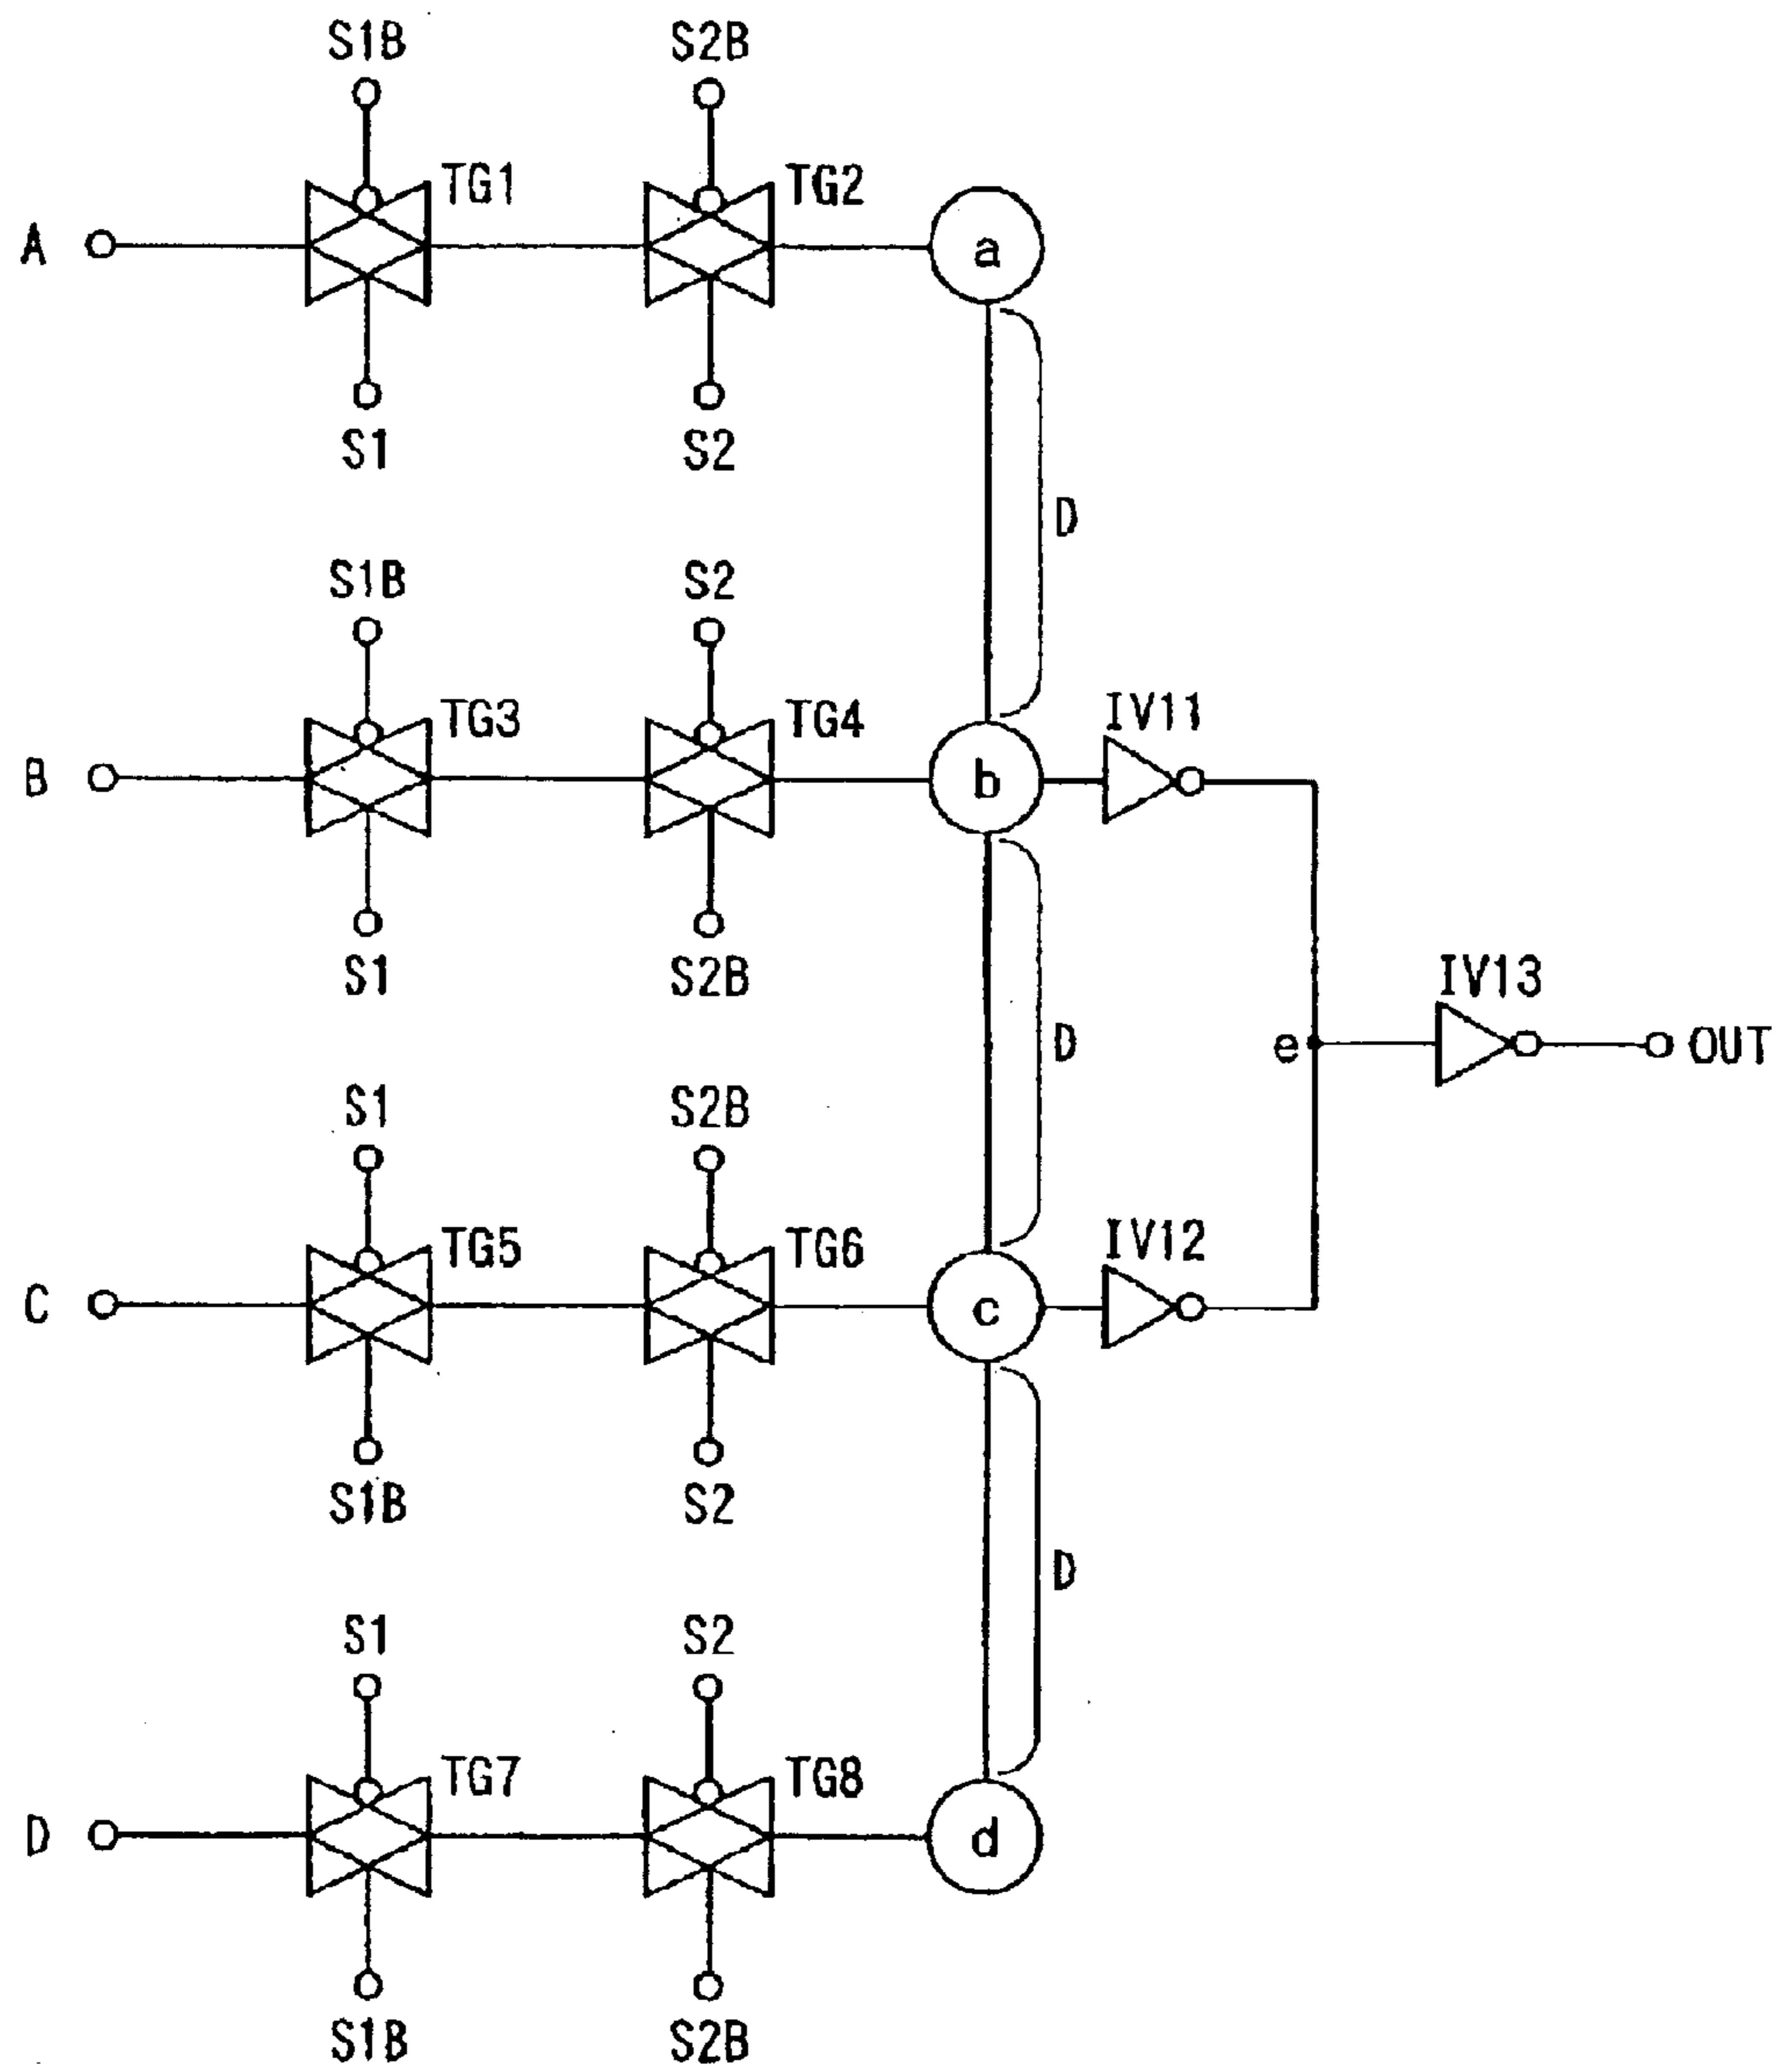 S1B S2B
TG1 TG2
A a
S1 S2
D
S1B S2
TG3 TG4 IV11
B b
S1 S2B
IV13
D e OUT
S1 S2B
TG5 TG6 IV12
C c
S1B S2
D
S1 S2
TG7 TG8
D d
S1B S2B